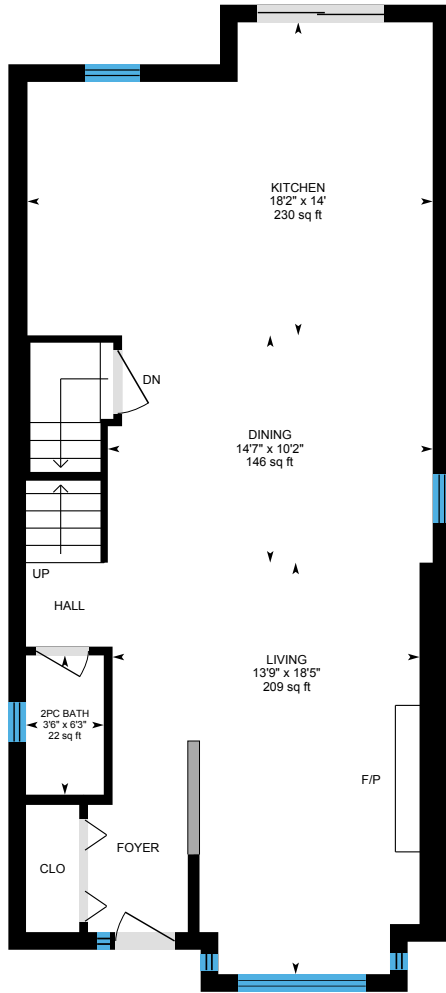 KITCHEN
18'2" x 14'
230 sq ft
DN
DINING
14'7" x 10'2"
146 sq ft
UP
HALL
LIVING
13'9" x 18'5"
209 sq ft
2PC BATH
3'6" x 6'3"
22 sq ft
F/P
FOYER
CLO